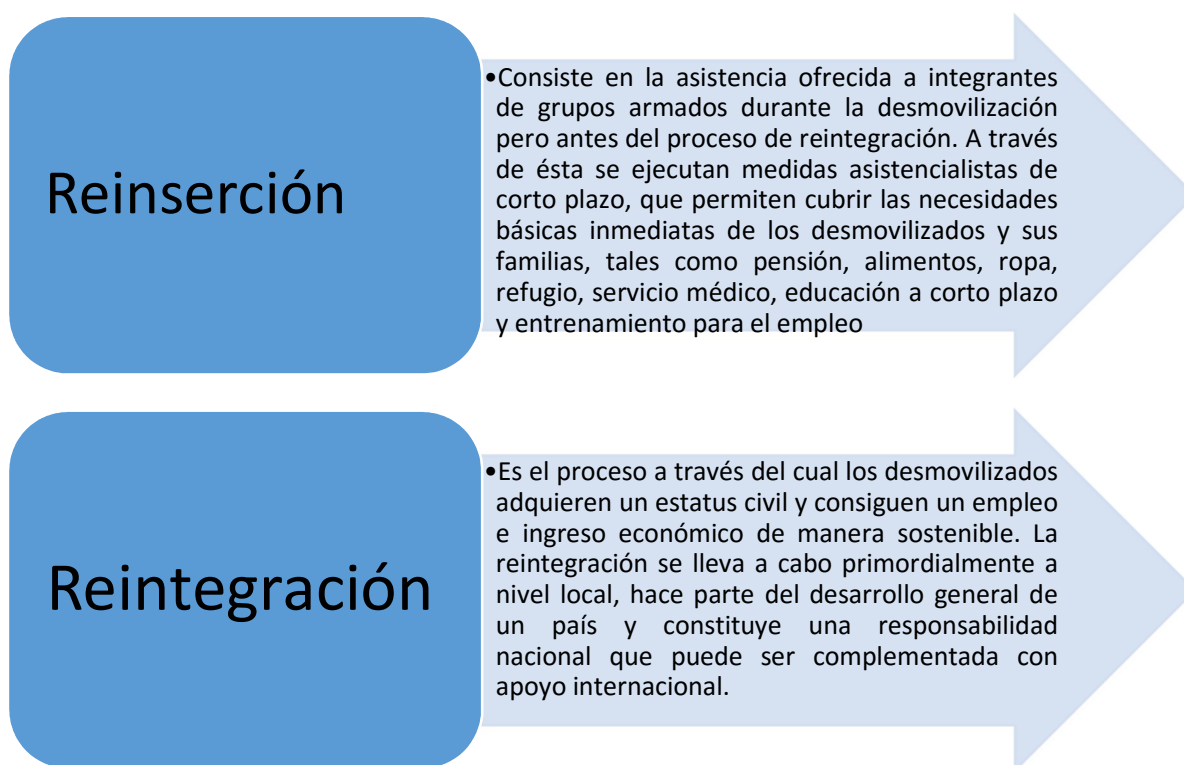 Reinserción
•Consiste en la asistencia ofrecida a integrantes
de grupos armados durante la desmovilización
pero antes del proceso de reintegración. A través
de ésta se ejecutan medidas asistencialistas de
corto plazo, que permiten cubrir las necesidades
básicas inmediatas de los desmovilizados y sus
familias, tales como pensión, alimentos, ropa,
refugio, servicio médico, educación a corto plazo
y entrenamiento para el empleo
Reintegración
•Es el proceso a través del cual los desmovilizados
adquieren un estatus civil y consiguen un empleo
e ingreso económico de manera sostenible. La
reintegración se lleva a cabo primordialmente a
nivel local, hace parte del desarrollo general de
un país y constituye una responsabilidad
nacional que puede ser complementada con
apoyo internacional.